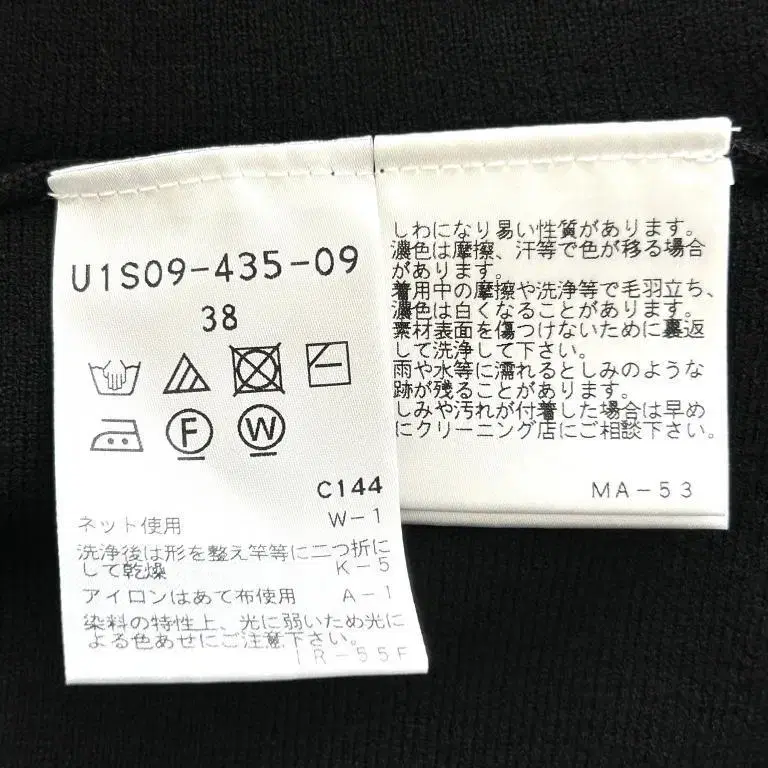 U1S09-435-09
38
F
W
C144
ネット使用 W-1
洗浄後は形を整え竿等に二つ折に
して乾燥 K-5
アイロンはあて布使用 A-1
染料の特性上、光に弱いため光に
よる色あせにご注意下さい。
IR-55F
しわになり易い性質があります。
濃色は摩擦、汗等で色が移る場合
があります。
着用中の摩擦や洗浄等で毛羽立ち、
濃色は白くなることがあります。
素材表面を傷つけないために裏返
して洗浄して下さい。
雨や水等に濡れるとしみのような
跡が残ることがあります。
しみや汚れが付着した場合は早め
にクリーニング店にご相談下さい。
MA-53